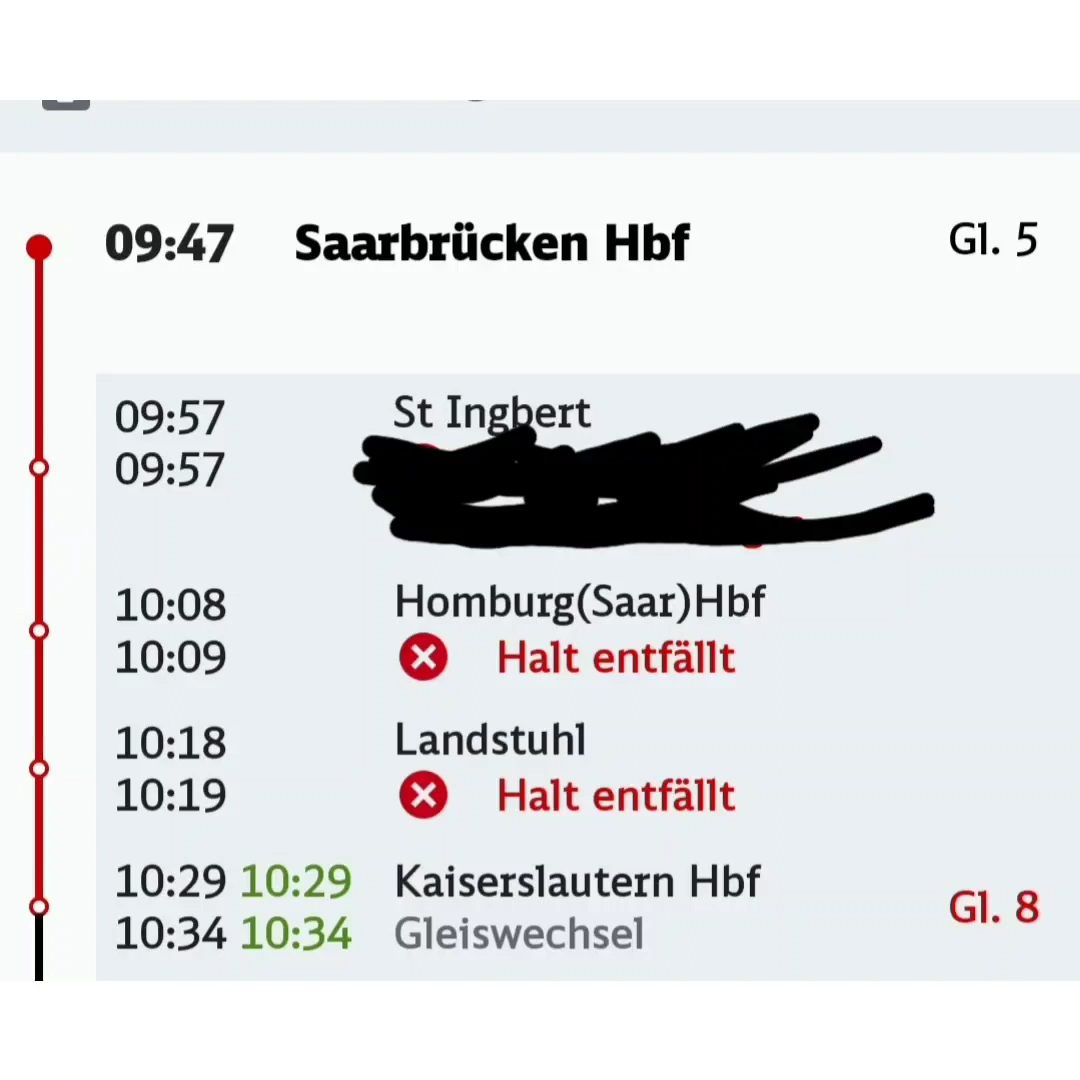 09:47 Saarbrücken Hbf Gl. 5
09:57 St Ingbert
09:57
10:08 Homburg(Saar)Hbf
10:09 Halt entfällt
10:18 Landstuhl
10:19 Halt entfällt
10:29 10:29 Kaiserslautern Hbf
Gl. 8
10:34 10:34 Gleiswechsel